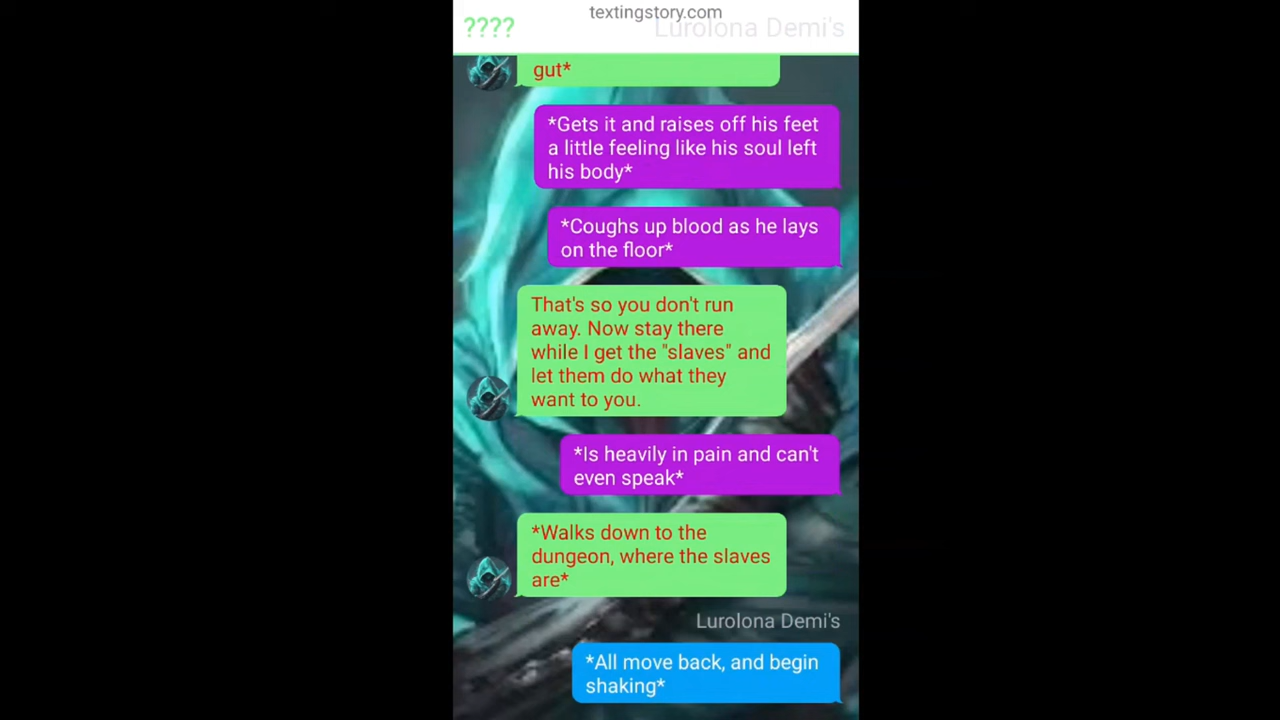 textingstory.com
????
Lurolona Demi's
gut*
*Gets it and raises off his feet
a little feeling like his soul left
his body*
*Coughs up blood as he lays
on the floor*
That's so you don't run
away. Now stay there
while I get the "slaves" and
let them do what they
want to you.
*Is heavily in pain and can't
even speak*
*Walks down to the
dungeon, where the slaves
are*
Lurolona Demi's
*All move back, and begin
shaking*